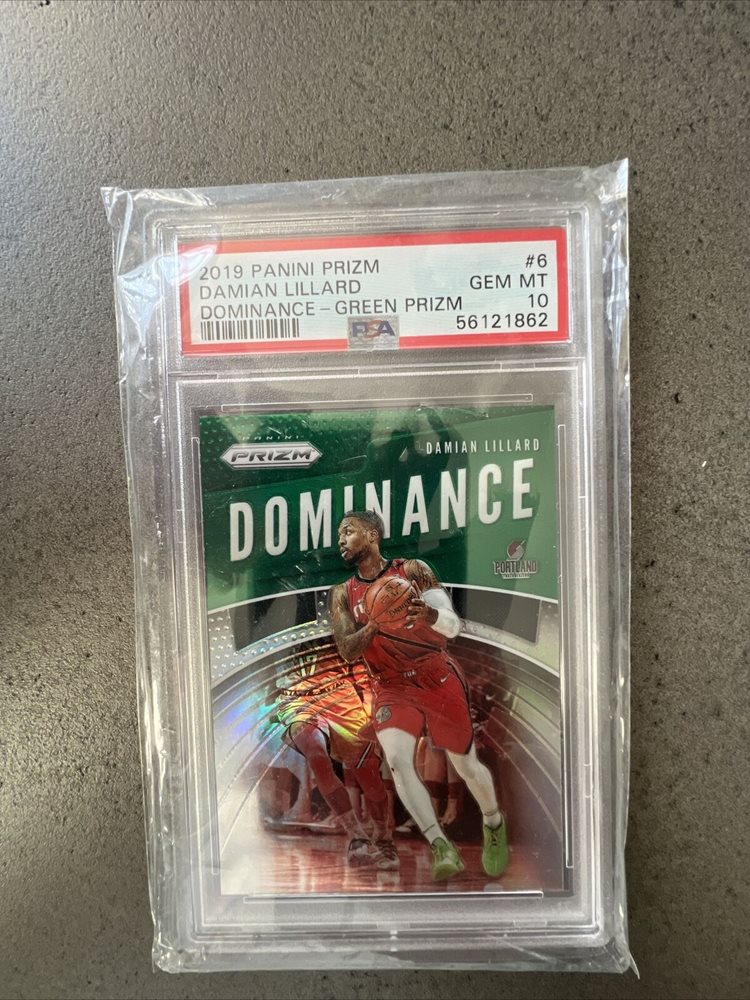 2019 PANINI PRIZM #6
DAMIAN LILLARD GEM MT
DOMINANCE - GREEN PRIZM 10
PSA 56121862
PANINI
PRIZM
DAMIAN LILLARD
DOMINANCE
PORTLAND